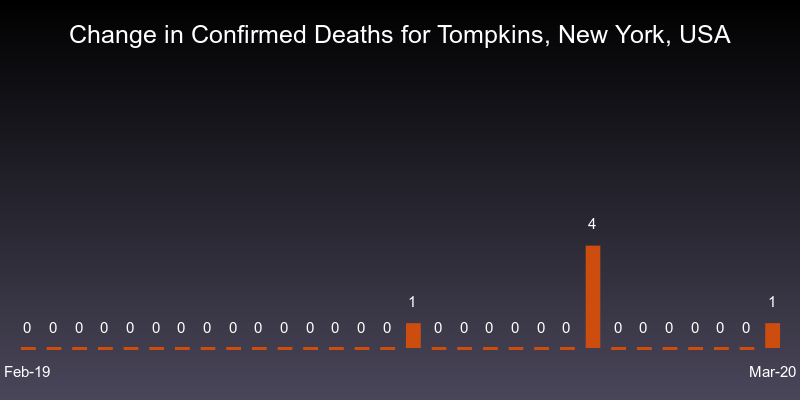 Change in Confirmed Deaths for Tompkins, New York, USA
4
1 1
0 0 0 0 0 0 0 0 0 0 0 0 0 0 0 0 0 0 0 0 0 0 0 0 0 0 0
Feb-19 Mar-20